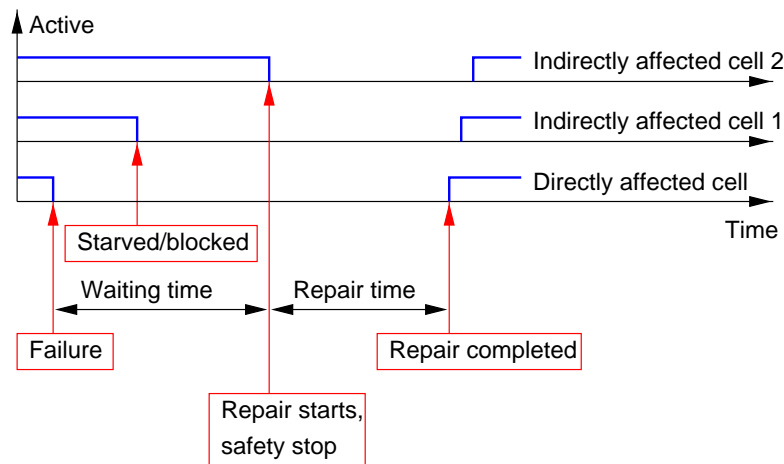 Active
Indirectly affected cell 2
Indirectly affected cell 1
Directly affected cell
Time
Starved/blocked
Waiting time
Repair time
Failure
Repair completed
Repair starts,
safety stop